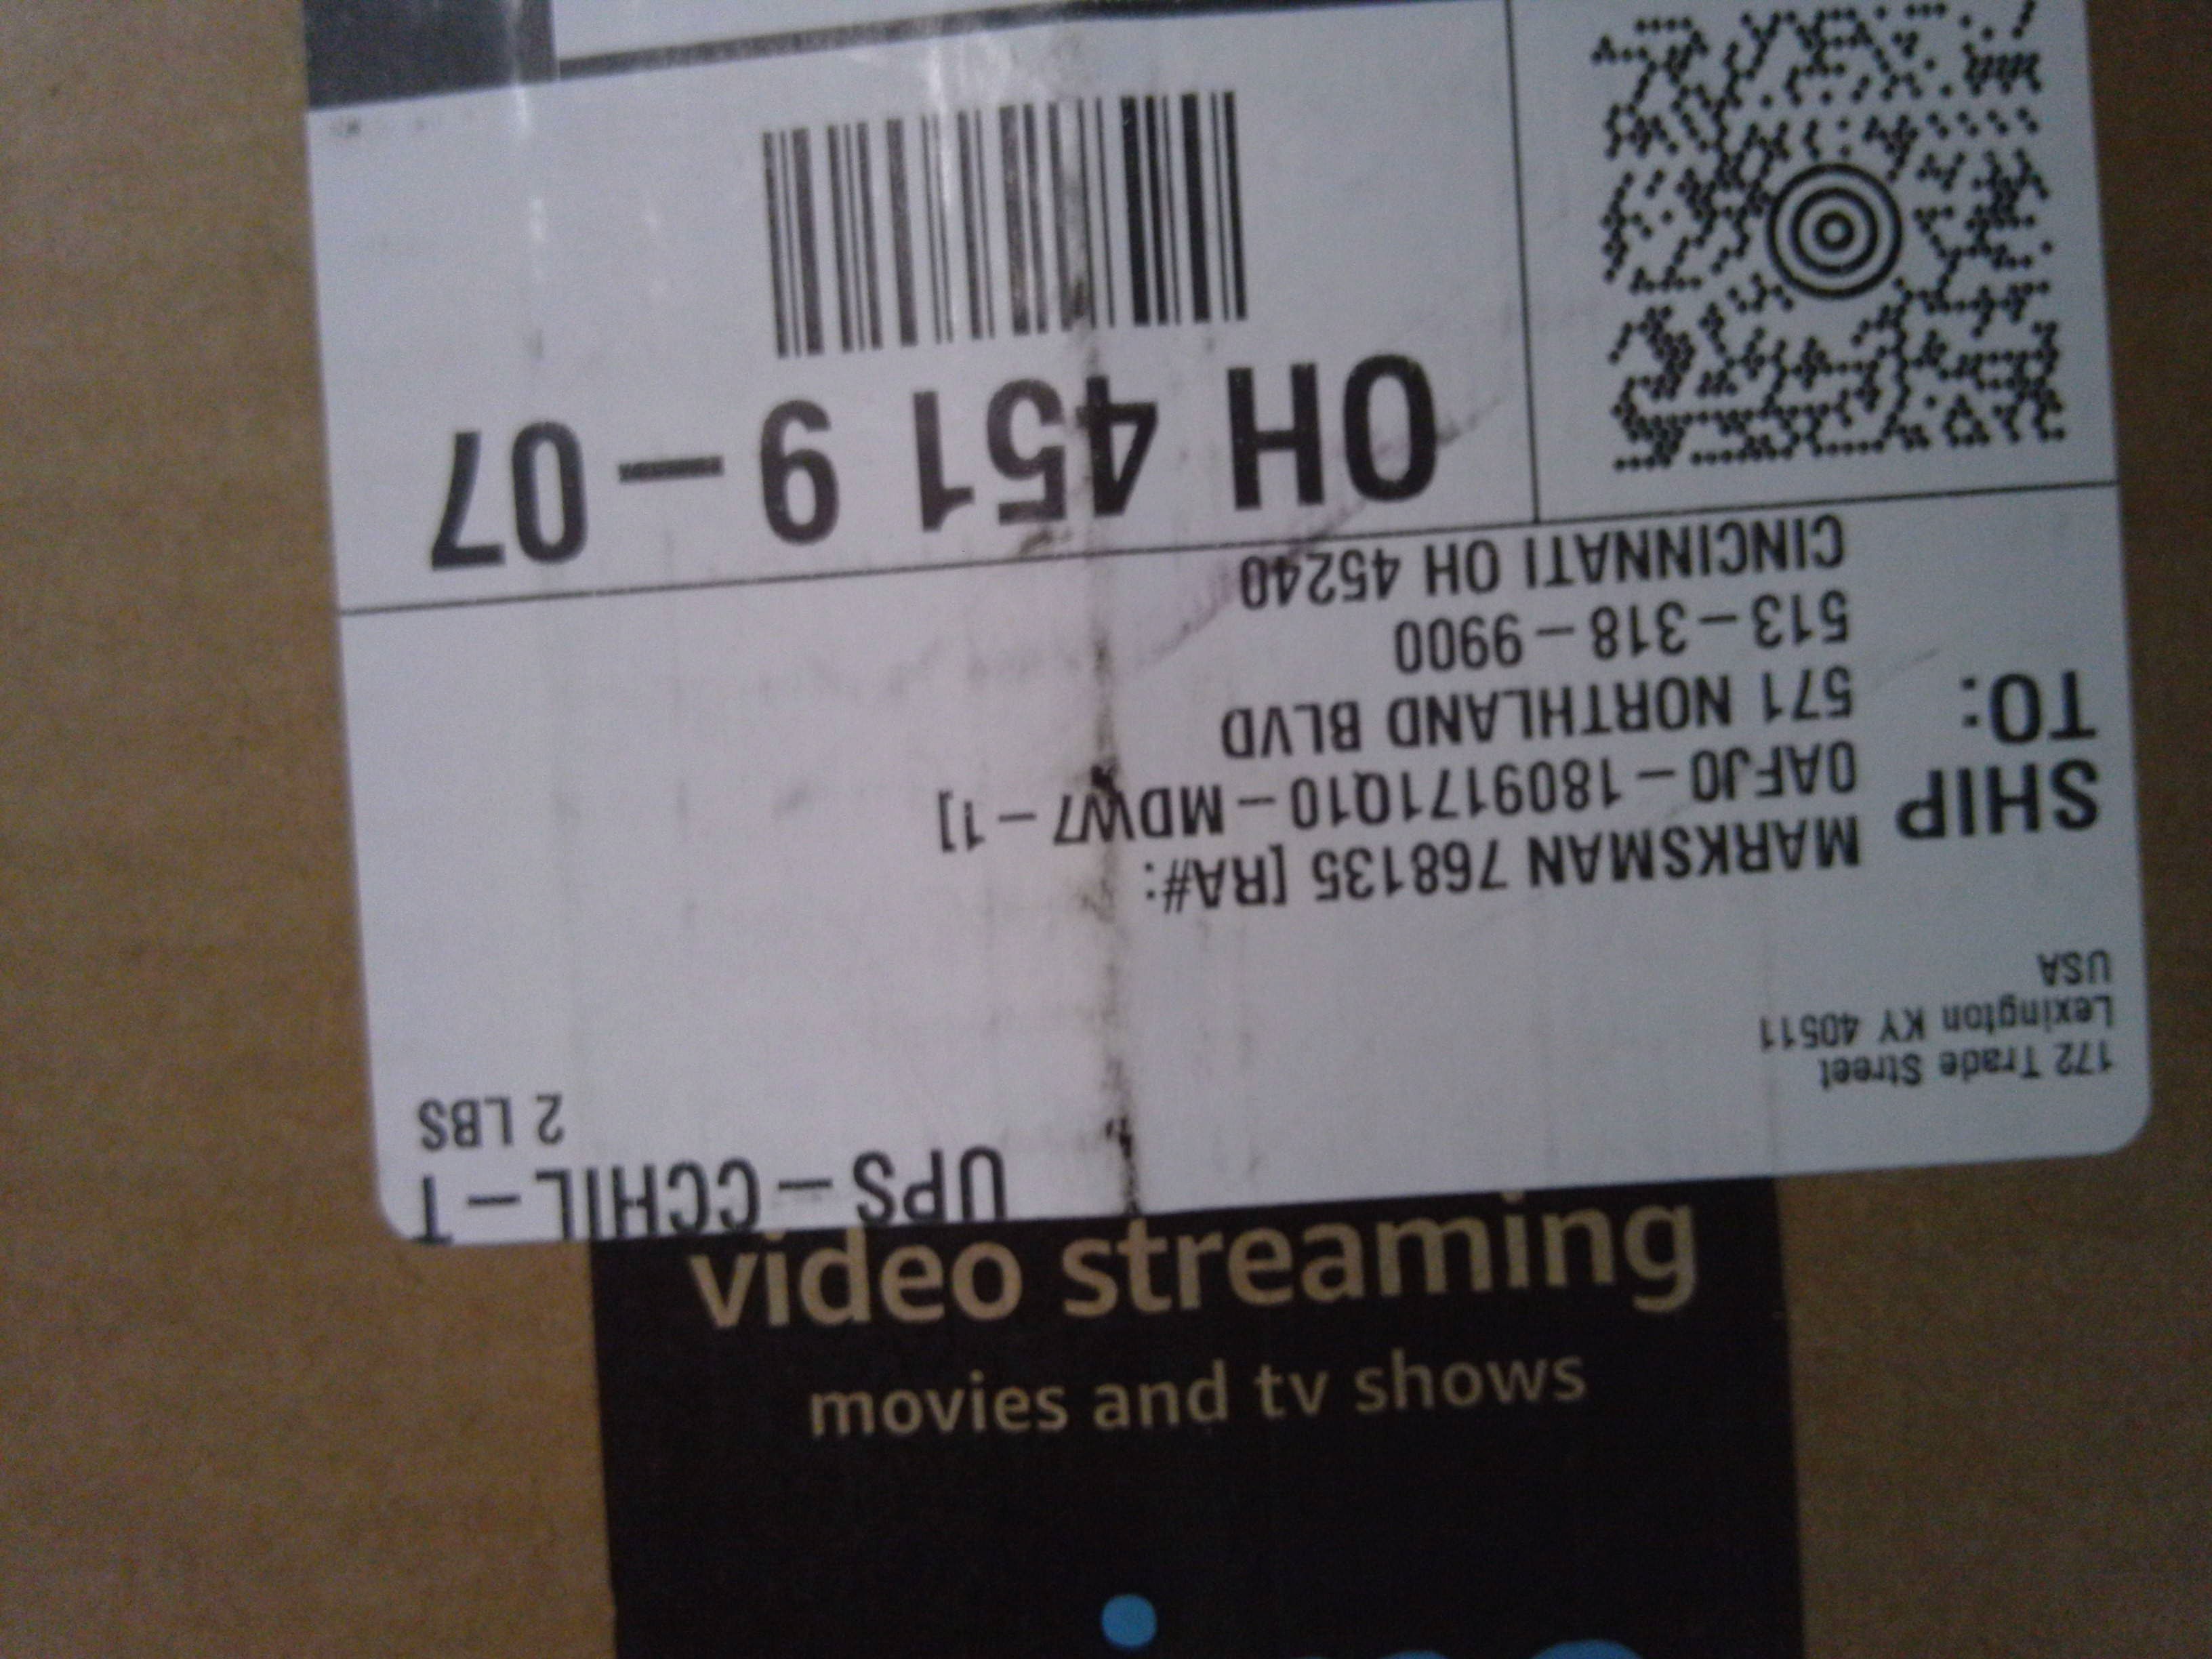 UPS-CCHIL-T
2 LBS
172 Trade Street
Lexington KY 40511
USA
SHIP
TO:
MARKSMAN 768135 [RA#:
0AFJ0-1809171Q10-MDW7-1]
571 NORTHLAND BLVD
513-318-9900
CINCINNATI OH 45240
OH 451 9-07
video streaming
movies and tv shows